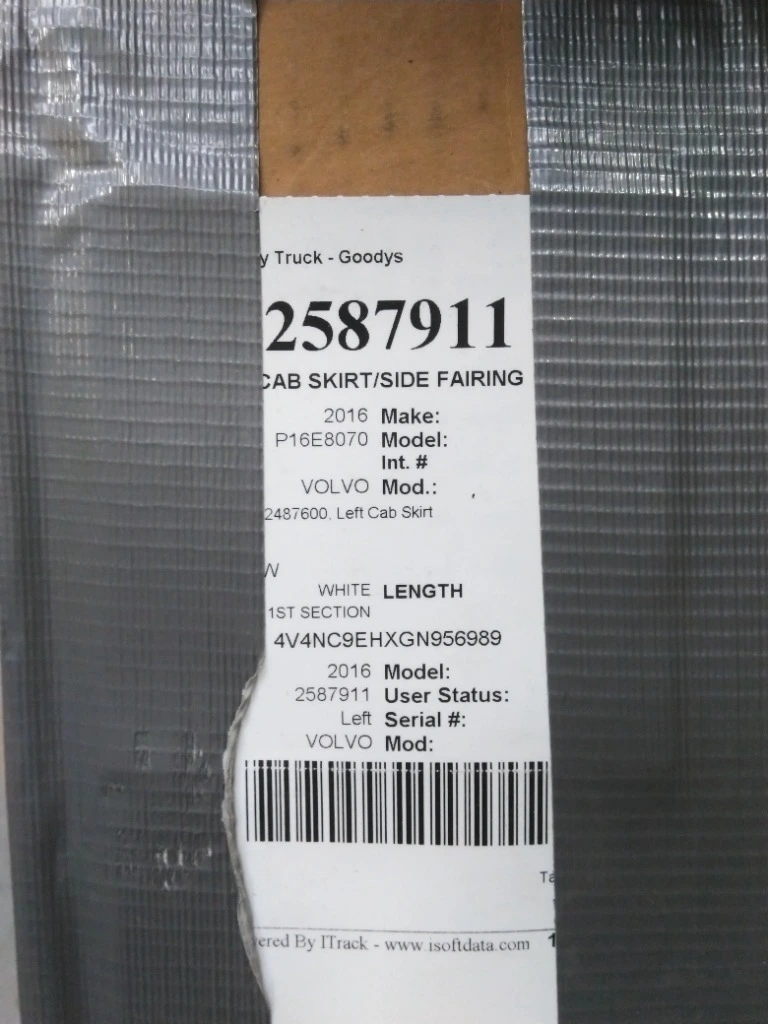 y Truck - Goodys
2587911
CAB SKIRT/SIDE FAIRING
2016 Make:
P16E8070 Model:
Int. #
VOLVO Mod.:
2487600, Left Cab Skirt
W
WHITE LENGTH
1ST SECTION
4V4NC9EHXGN956989
2016 Model:
2587911 User Status:
Left Serial #:
VOLVO Mod:
Ta
ered By ITrack - www.isoftdata.com 1